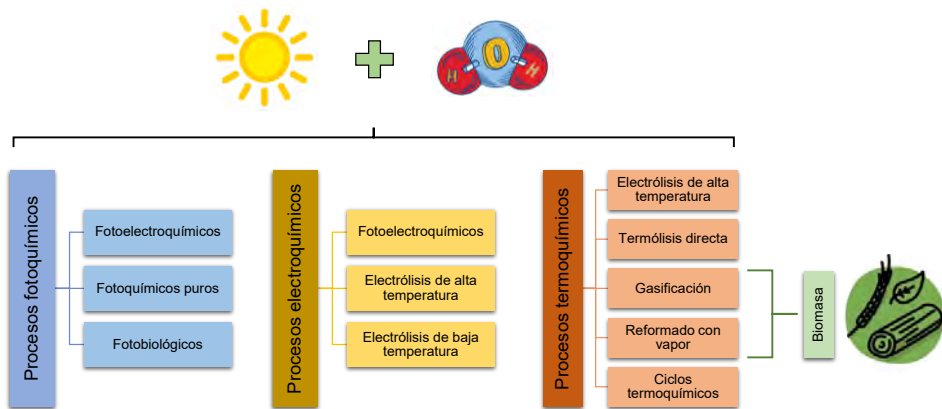 H O H
Procesos fotoquímicos
Fotoelectroquímicos
Fotoquímicos puros
Fotobiológicos
Procesos electroquímicos
Fotoelectroquímicos
Electrólisis de alta
temperatura
Electrólisis de baja
temperatura
Procesos termoquímicos
Electrólisis de alta
temperatura
Termólisis directa
Gasificación
Reformado con
vapor
Ciclos
termoquímicos
Biomasa